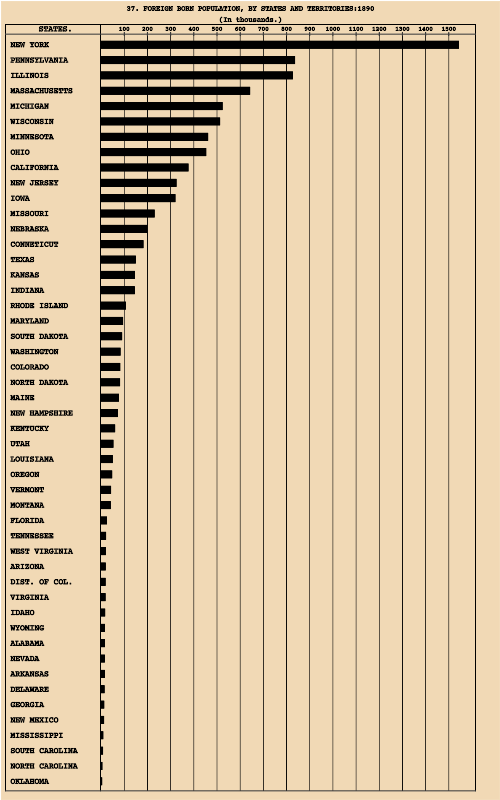 37. FOREIGN BORN POPULATION, BY STATES AND TERRITORIES:1890
(In thousands.)
STATES. 100 200 300 400 500 600 700 800 900 1000 1100 1200 1300 1400 1500
NEW YORK
PENNSYLVANIA
ILLINOIS
MASSACHUSETTS
MICHIGAN
WISCONSIN
MINNESOTA
OHIO
CALIFORNIA
NEW JERSEY
IOWA
MISSOURI
NEBRASKA
CONNETICUT
TEXAS
KANSAS
INDIANA
RHODE ISLAND
MARYLAND
SOUTH DAKOTA
WASHINGTON
COLORADO
NORTH DAKOTA
MAINE
NEW HAMPSHIRE
KENTUCKY
UTAH
LOUISIANA
OREGON
VERMONT
MONTANA
FLORIDA
TENNESSEE
WEST VIRGINIA
ARIZONA
DIST. OF COL.
VIRGINIA
IDAHO
WYOMING
ALABAMA
NEVADA
ARKANSAS
DELAWARE
GEORGIA
NEW MEXICO
MISSISSIPPI
SOUTH CAROLINA
NORTH CAROLINA
OKLAHOMA